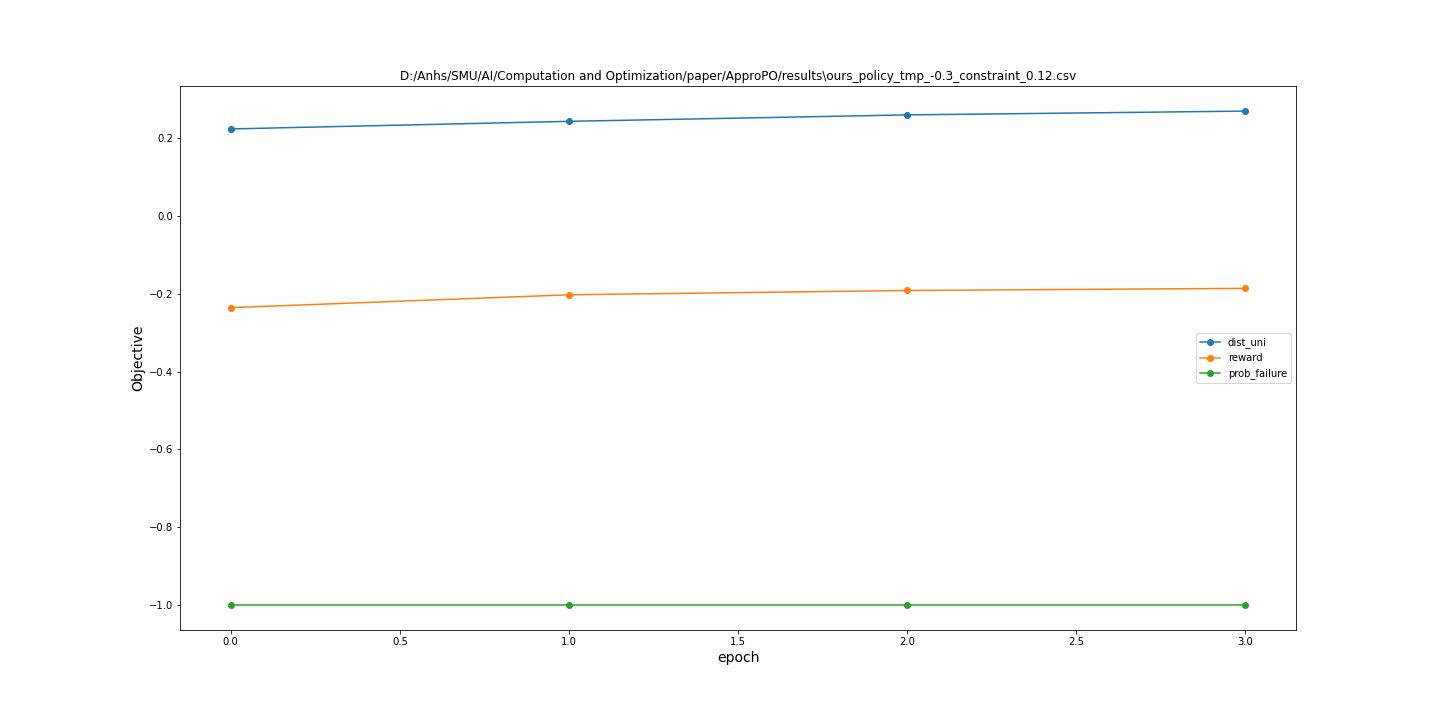 D:/Anhs/SMU/AI/Computation and Optimization/paper/ApproPO/results\ours_policy_tmp_-0.3_constraint_0.12.csv
Objective
0.2
0.0
−0.2
−0.4
−0.6
−0.8
−1.0
dist_uni
reward
prob_failure
0.0 0.5 1.0 1.5 2.0 2.5 3.0
epoch